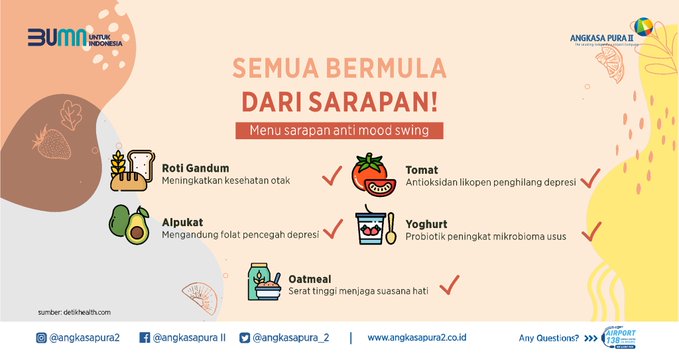 BUMN UNTUK INDONESIA
ANGKASA PURA II
SEMUA BERMULA
DARI SARAPAN!
Menu sarapan anti mood swing
Roti Gandum
Meningkatkan kesehatan otak
Tomat
Antioksidan likopen penghilang depresi
Alpukat
Mengandung folat pencegah depresi
Yoghurt
Probiotik peningkat mikrobioma usus
Oatmeal
Serat tinggi menjaga suasana hati
sumber: detikhealth.com
@angkasapura2
@angkasapura II
@angkasapura_2
www.angkasapura2.co.id
Any Questions? >>>
AIRPORT
138